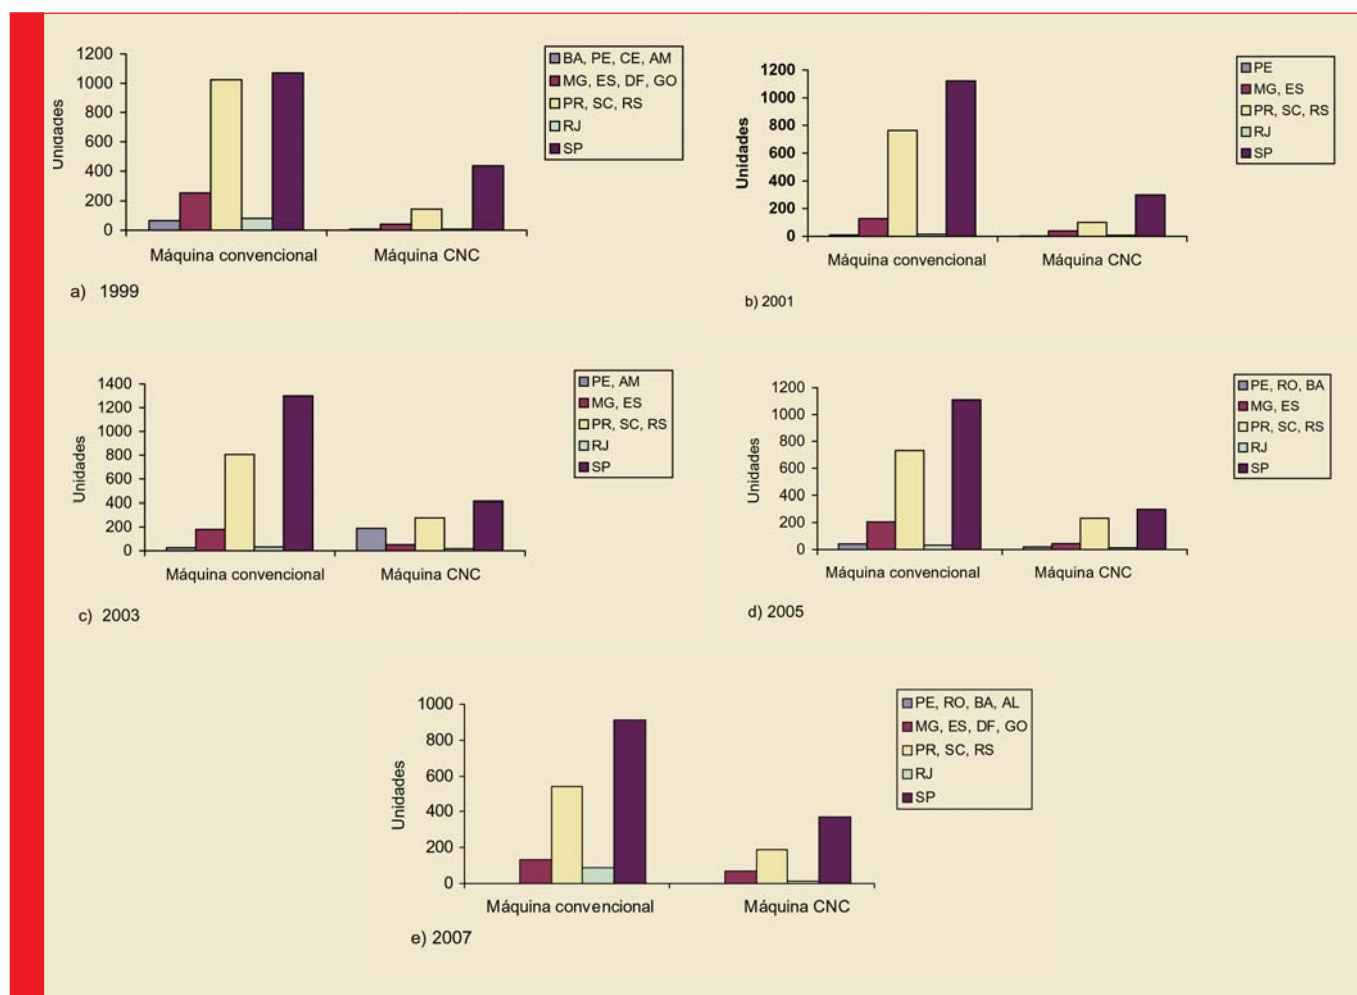 1200
1000
800
600
400
200
0
Unidades
Máquina convencional
Máquina CNC
BA, PE, CE, AM
MG, ES, DF, GO
PR, SC, RS
RJ
SP
a) 1999
1200
1000
800
600
400
200
0
Unidades
Máquina convencional
Máquina CNC
PE
MG, ES
PR, SC, RS
RJ
SP
b) 2001
1400
1200
1000
800
600
400
200
0
Unidades
Máquina convencional
Máquina CNC
PE, AM
MG, ES
PR, SC, RS
RJ
SP
c) 2003
1200
1000
800
600
400
200
0
Unidades
Máquina convencional
Máquina CNC
PE, RO, BA
MG, ES
PR, SC, RS
RJ
SP
d) 2005
1000
800
600
400
200
0
Unidades
Máquina convencional
Máquina CNC
PE, RO, BA, AL
MG, ES, DF, GO
PR, SC, RS
RJ
SP
e) 2007